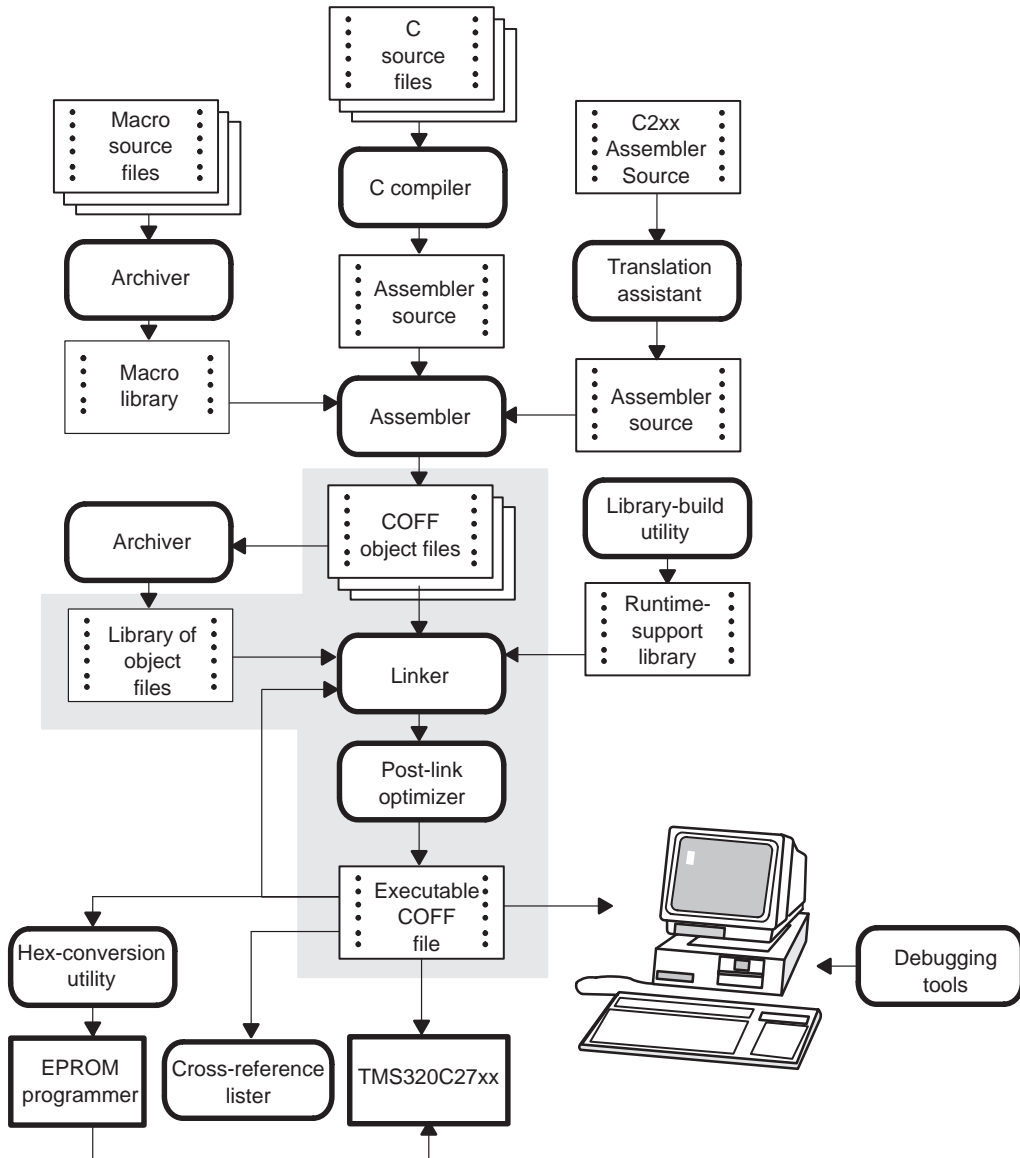 C
source
files
Macro
source
files
C2xx
Assembler
Source
C compiler
Archiver
Translation
assistant
Assembler
source
Macro
library
Assembler
Assembler
source
COFF
object files
Library-build
utility
Archiver
Runtime-
support
library
Library of
object
files
Linker
Post-link
optimizer
Executable
COFF
file
Hex-conversion
utility
Debugging
tools
EPROM
programmer
Cross-reference
lister
TMS320C27xx